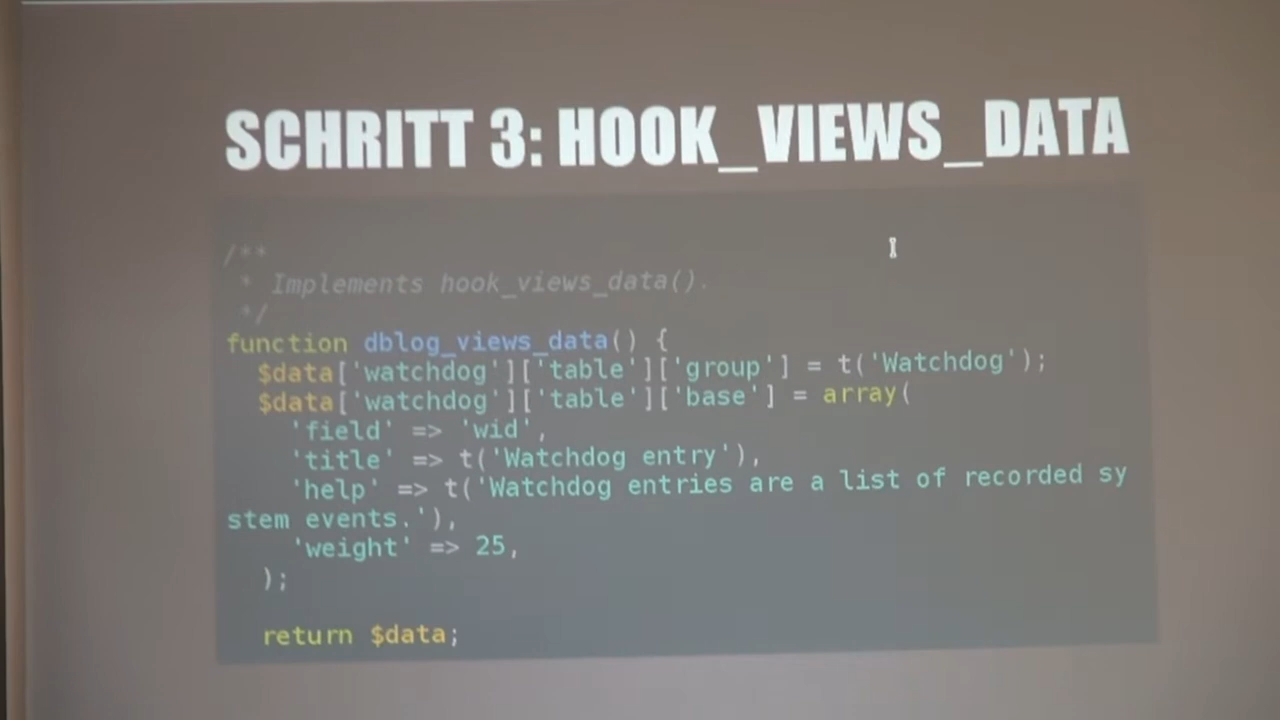 SCHRITT 3: HOOK_VIEWS_DATA
/**
 * Implements hook_views_data().
 */
function dblog_views_data() {
  $data['watchdog']['table']['group'] = t('Watchdog');
  $data['watchdog']['table']['base'] = array(
    'field' => 'wid',
    'title' => t('Watchdog entry'),
    'help' => t('Watchdog entries are a list of recorded sy
stem events.'),
    'weight' => 25,
  );
  return $data;